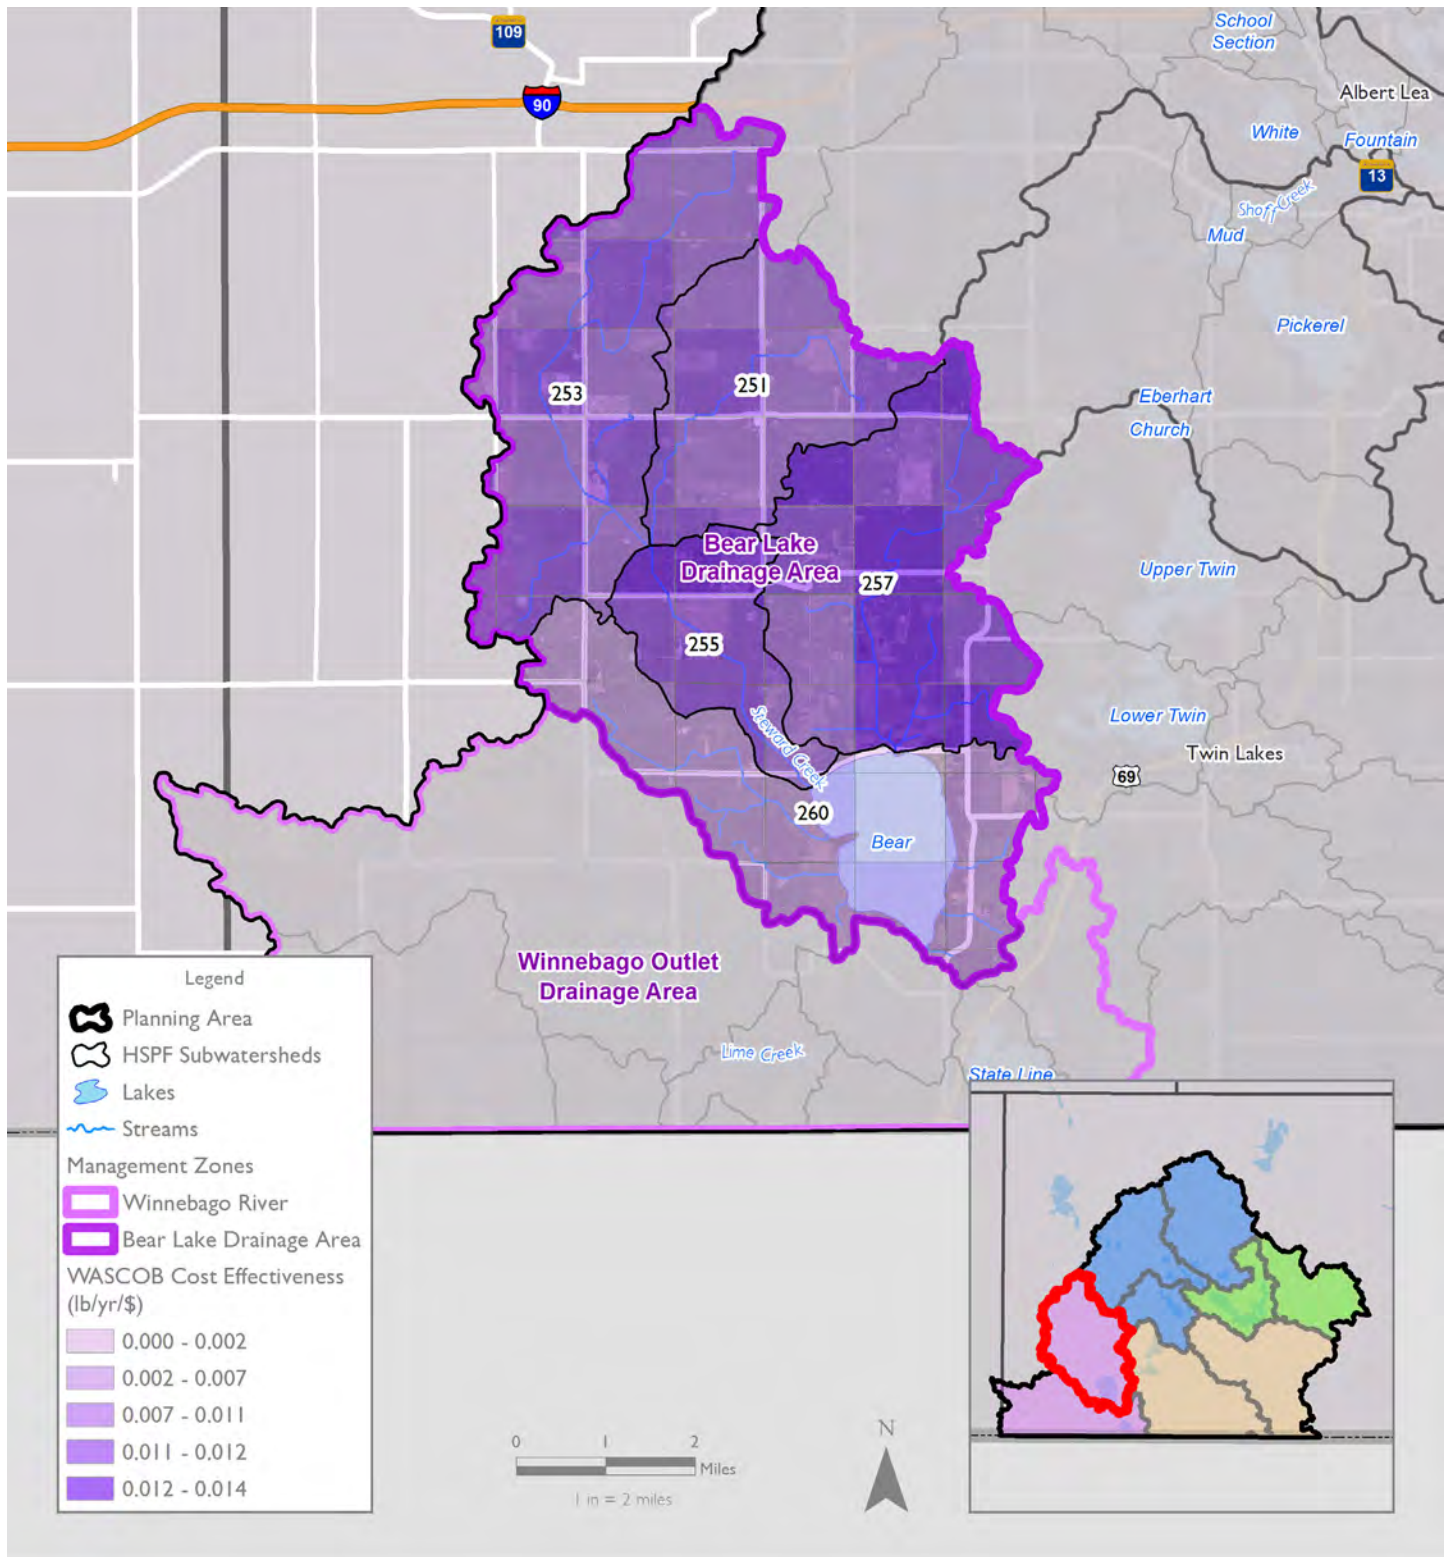 109
90
School
Section
Albert Lea
White
Fountain
13
Shoff Creek
Mud
Pickerel
253
251
Eberhart
Church
Bear Lake
Drainage Area
257
Upper Twin
255
Steward Creek
Lower Twin
Twin Lakes
69
260
Bear
Winnebago Outlet
Drainage Area
Lime Creek
State Line
Legend
Planning Area
HSPF Subwatersheds
Lakes
Streams
Management Zones
Winnebago River
Bear Lake Drainage Area
WASCOB Cost Effectiveness
(lb/yr/$)
0.000 - 0.002
0.002 - 0.007
0.007 - 0.011
0.011 - 0.012
0.012 - 0.014
0 1 2
Miles
1 in = 2 miles
N